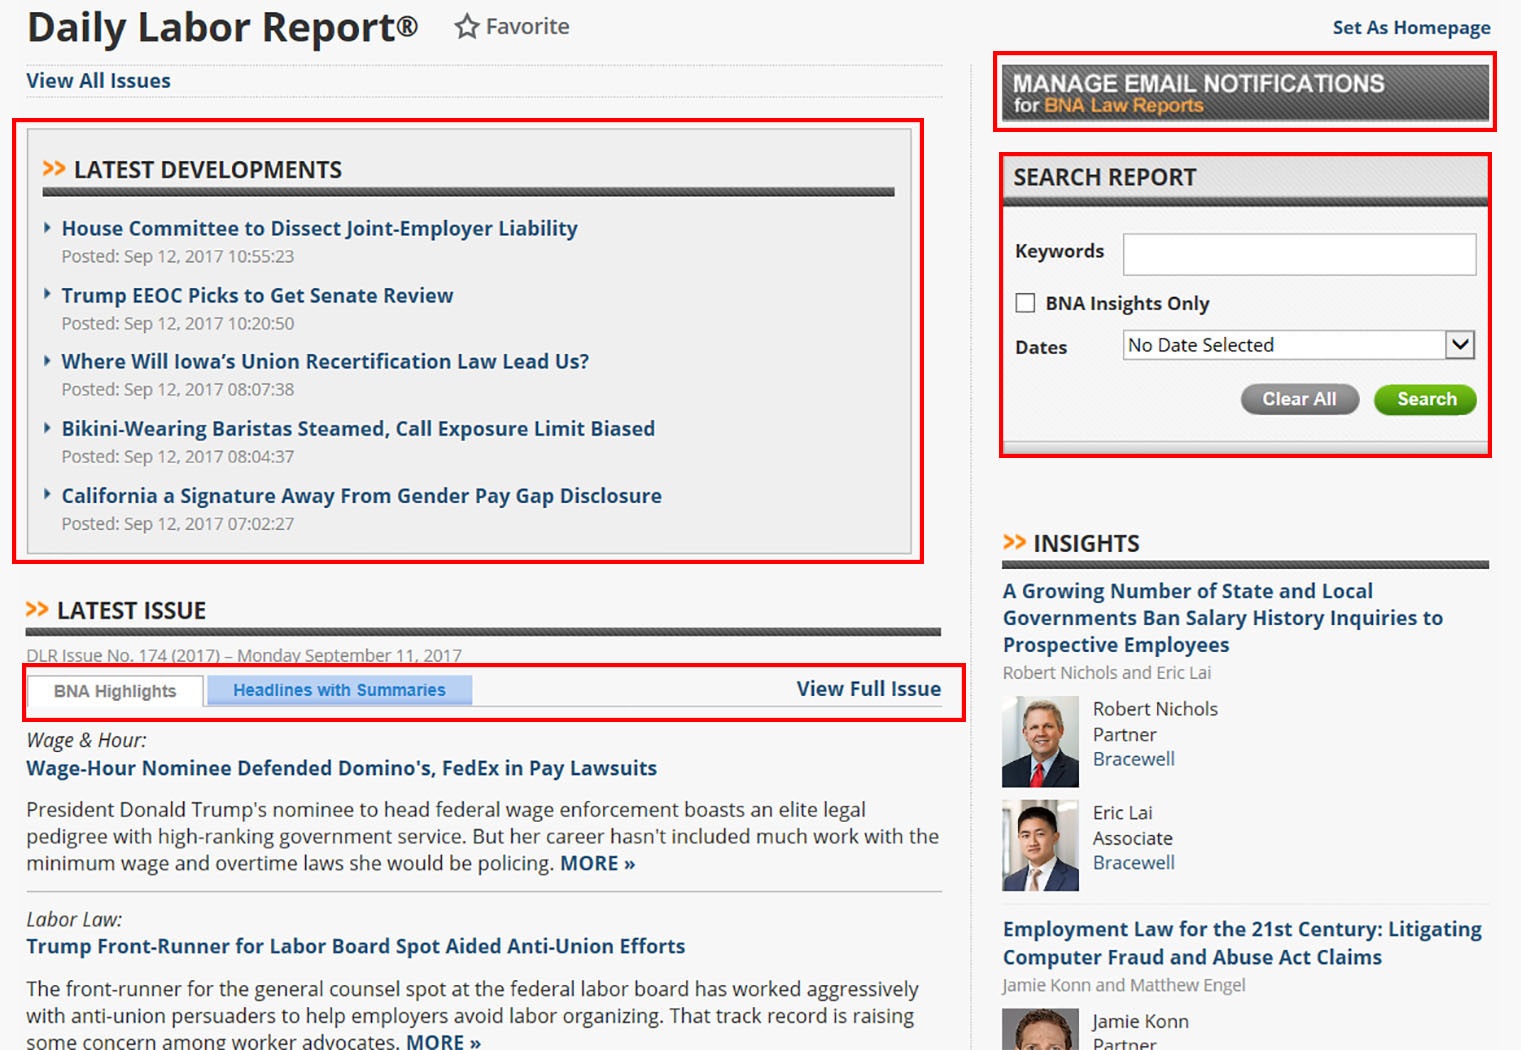 Daily Labor Report®
Favorite
Set As Homepage
View All Issues
>> LATEST DEVELOPMENTS
House Committee to Dissect Joint-Employer Liability
Posted: Sep 12, 2017 10:55:23
Trump EEOC Picks to Get Senate Review
Posted: Sep 12, 2017 10:20:50
Where Will Iowa’s Union Recertification Law Lead Us?
Posted: Sep 12, 2017 08:07:38
Bikini-Wearing Baristas Steamed, Call Exposure Limit Biased
Posted: Sep 12, 2017 08:04:37
California a Signature Away From Gender Pay Gap Disclosure
Posted: Sep 12, 2017 07:02:27
>> LATEST ISSUE
DLR Issue No. 174 (2017) – Monday September 11, 2017
BNA Highlights
Headlines with Summaries
View Full Issue
Wage & Hour:
Wage-Hour Nominee Defended Domino's, FedEx in Pay Lawsuits
President Donald Trump's nominee to head federal wage enforcement boasts an elite legal
pedigree with high-ranking government service. But her career hasn't included much work with the
minimum wage and overtime laws she would be policing. MORE »
Labor Law:
Trump Front-Runner for Labor Board Spot Aided Anti-Union Efforts
The front-runner for the general counsel spot at the federal labor board has worked aggressively
with anti-union persuaders to help employers avoid labor organizing. That track record is raising
some concern among worker advocates. MORE »
MANAGE EMAIL NOTIFICATIONS
for BNA Law Reports
SEARCH REPORT
Keywords
BNA Insights Only
Dates
No Date Selected
Clear All
Search
>> INSIGHTS
A Growing Number of State and Local
Governments Ban Salary History Inquiries to
Prospective Employees
Robert Nichols and Eric Lai
Robert Nichols
Partner
Bracewell
Eric Lai
Associate
Bracewell
Employment Law for the 21st Century: Litigating
Computer Fraud and Abuse Act Claims
Jamie Konn and Matthew Engel
Jamie Konn
Partner